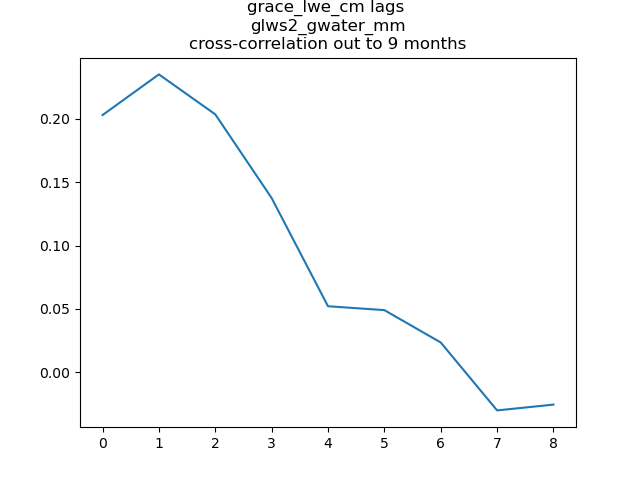 grace_lwe_cm lags
glws2_gwater_mm
cross-correlation out to 9 months
0.20
0.15
0.10
0.05
0.00
0 1 2 3 4 5 6 7 8